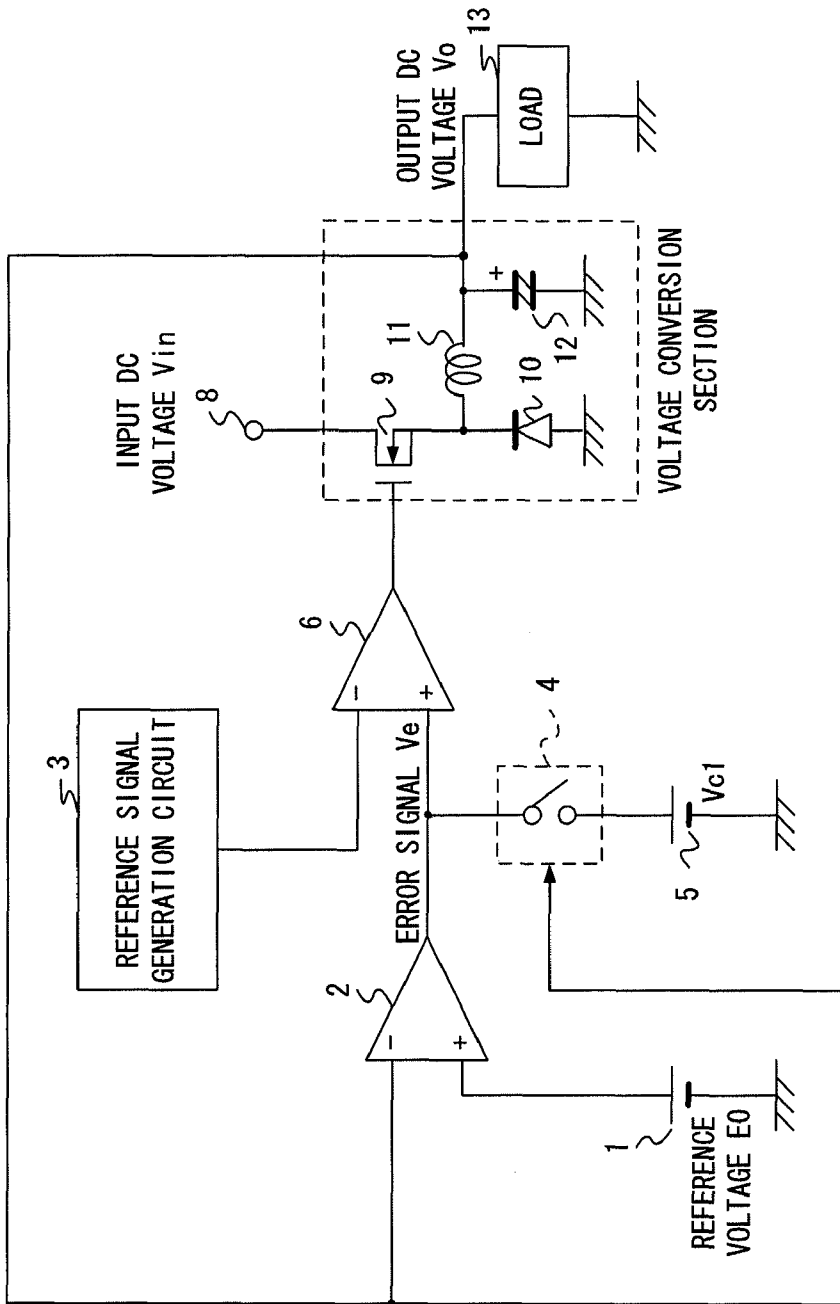 INPUT DC
VOLTAGE Vin
8
OUTPUT DC
VOLTAGE Vo
13
LOAD
3
REFERENCE SIGNAL
GENERATION CIRCUIT
9
11
+
12
10
VOLTAGE CONVERSION
SECTION
6
-
+
ERROR SIGNAL Ve
4
Vc1
5
2
-
+
1
REFERENCE
VOLTAGE E0